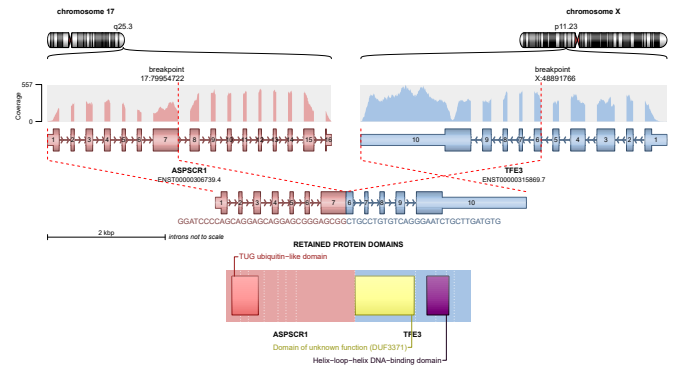 chromosome 17
chromosome X
q25.3
p11.23
breakpoint
17:79954722
breakpoint
X:48891766
Coverage
557
0
1 2 3 4 5 6 7 8 9 10 11 12 13 14 15 16
10 9 8 7 6 5 4 3 2 1
ASPSCR1
ENST00000306739.4
TFE3
ENST00000315869.7
1 2 3 4 5 6 7 6 7 8 9 10
GGATCCCCAGCAGGAGCAGGAGCGGGAGCGGCTGCCTGTGTCAGGGAATCTGCTTGATGTG
2 kbp
introns not to scale
RETAINED PROTEIN DOMAINS
TUG ubiquitin−like domain
ASPSCR1
TFE3
Domain of unknown function (DUF3371)
Helix−loop−helix DNA−binding domain